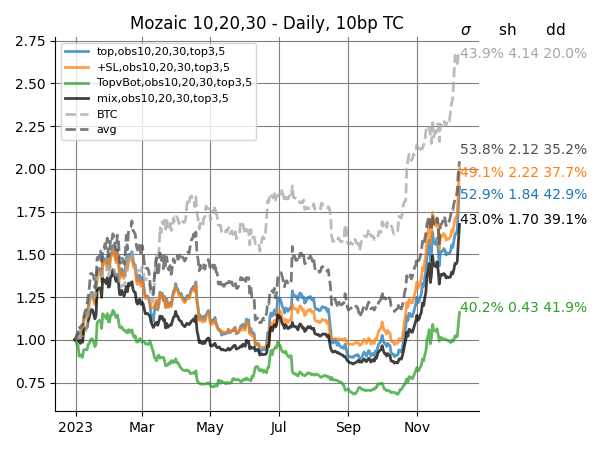 Mozaic 10,20,30 - Daily, 10bp TC
σ sh dd
top,obs10,20,30,top3,5
+SL,obs10,20,30,top3,5
TopvBot,obs10,20,30,top3,5
mix,obs10,20,30,top3,5
BTC
avg
43.9% 4.14 20.0%
53.8% 2.12 35.2%
49.1% 2.22 37.7%
52.9% 1.84 42.9%
43.0% 1.70 39.1%
40.2% 0.43 41.9%
2.75
2.50
2.25
2.00
1.75
1.50
1.25
1.00
0.75
2023 Mar May Jul Sep Nov